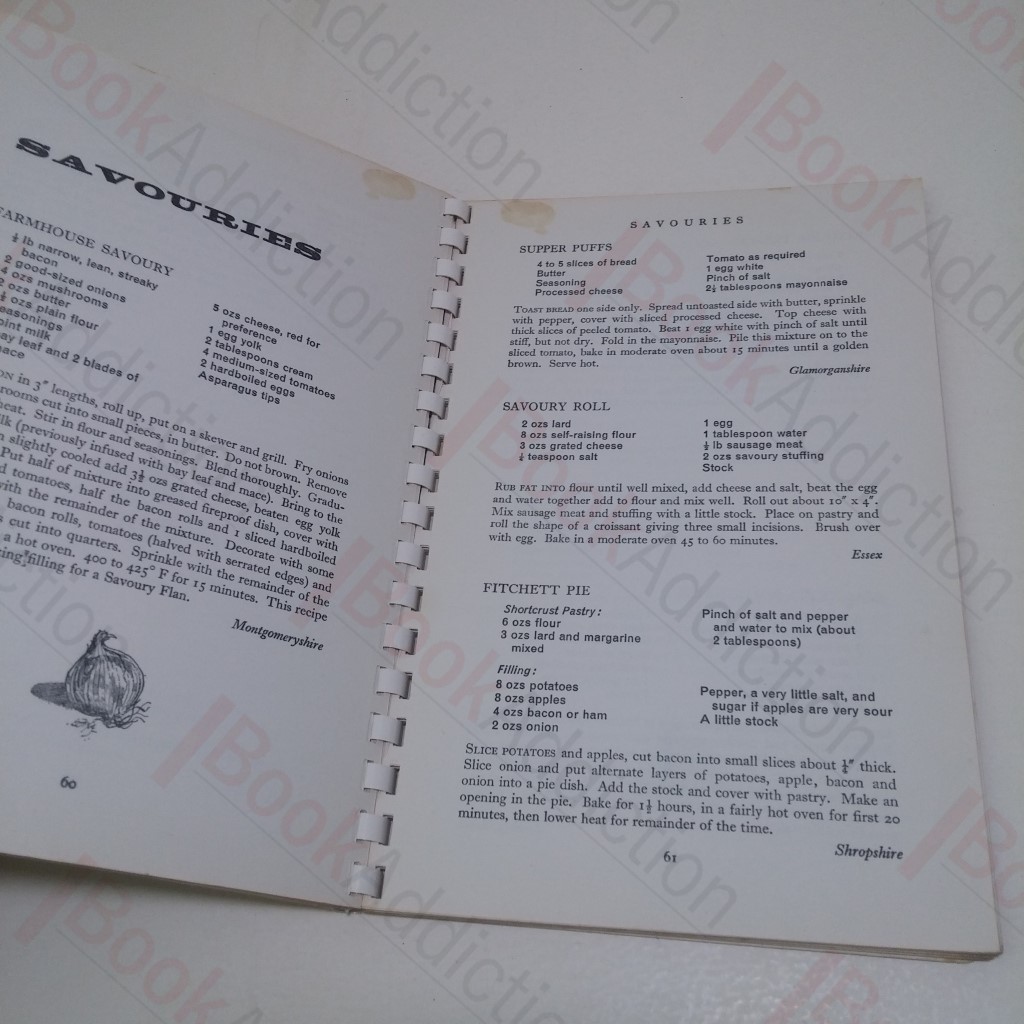 SAVOURIES
FARMHOUSE SAVOURY
½ lb narrow, lean, streaky
bacon
2 good-sized onions
4 ozs mushrooms
2 ozs butter
ozs plain flour
easonings
oint milk
ay leaf and 2 blades of
mace
5 ozs cheese, red for
preference
1 egg yolk
2 tablespoons cream
4 medium-sized tomatoes
2 hardboiled eggs
Asparagus tips
ON in 3" lengths, roll up, put on a skewer and grill. Fry onions
rooms cut into small pieces, in butter. Do not brown. Remove
heat. Stir in flour and seasonings. Blend thoroughly. Gradu-
lk (previously infused with bay leaf and mace). Bring to the
n slightly cooled add 3½ ozs grated cheese, beaten egg yolk
Put half of mixture into greased fireproof dish, cover with
d tomatoes, half the bacon rolls and 1 sliced hardboiled
with the remainder of the mixture. Decorate with some
bacon rolls, tomatoes (halved with serrated edges) and
s cut into quarters. Sprinkle with the remainder of the
a hot oven. 400 to 425° F for 15 minutes. This recipe
filling for a Savoury Flan.
Montgomeryshire
60
SAVOURIES
SUPPER PUFFS
4 to 5 slices of bread
Butter
Seasoning
Processed cheese
Tomato as required
1 egg white
Pinch of salt
2½ tablespoons mayonnaise
TOAST BREAD one side only. Spread untoasted side with butter, sprinkle
with pepper, cover with sliced processed cheese. Top cheese with
thick slices of peeled tomato. Beat 1 egg white with pinch of salt until
stiff, but not dry. Fold in the mayonnaise. Pile this mixture on to the
sliced tomato, bake in moderate oven about 15 minutes until a golden
brown. Serve hot.
Glamorganshire
SAVOURY ROLL
2 ozs lard
8 ozs self-raising flour
3 ozs grated cheese
teaspoon salt
1 egg
1 tablespoon water
½ lb sausage meat
2 ozs savoury stuffing
Stock
RUB FAT INTO flour until well mixed, add cheese and salt, beat the egg
and water together add to flour and mix well. Roll out about 10" x 4".
Mix sausage meat and stuffing with a little stock. Place on pastry and
roll the shape of a croissant giving three small incisions. Brush over
with egg. Bake in a moderate oven 45 to 60 minutes.
Essex
FITCHETT PIE
Shortcrust Pastry:
6 ozs flour
3 ozs lard and margarine
mixed
Pinch of salt and pepper
and water to mix (about
2 tablespoons)
Filling:
8 ozs potatoes
8 ozs apples
4 ozs bacon or ham
2 ozs onion
Pepper, a very little salt, and
sugar if apples are very sour
A little stock
SLICE POTATOES and apples, cut bacon into small slices about ¼" thick.
Slice onion and put alternate layers of potatoes, apple, bacon and
onion into a pie dish. Add the stock and cover with pastry. Make an
opening in the pie. Bake for 1½ hours, in a fairly hot oven for first 20
minutes, then lower heat for remainder of the time.
Shropshire
61
BookAddiction